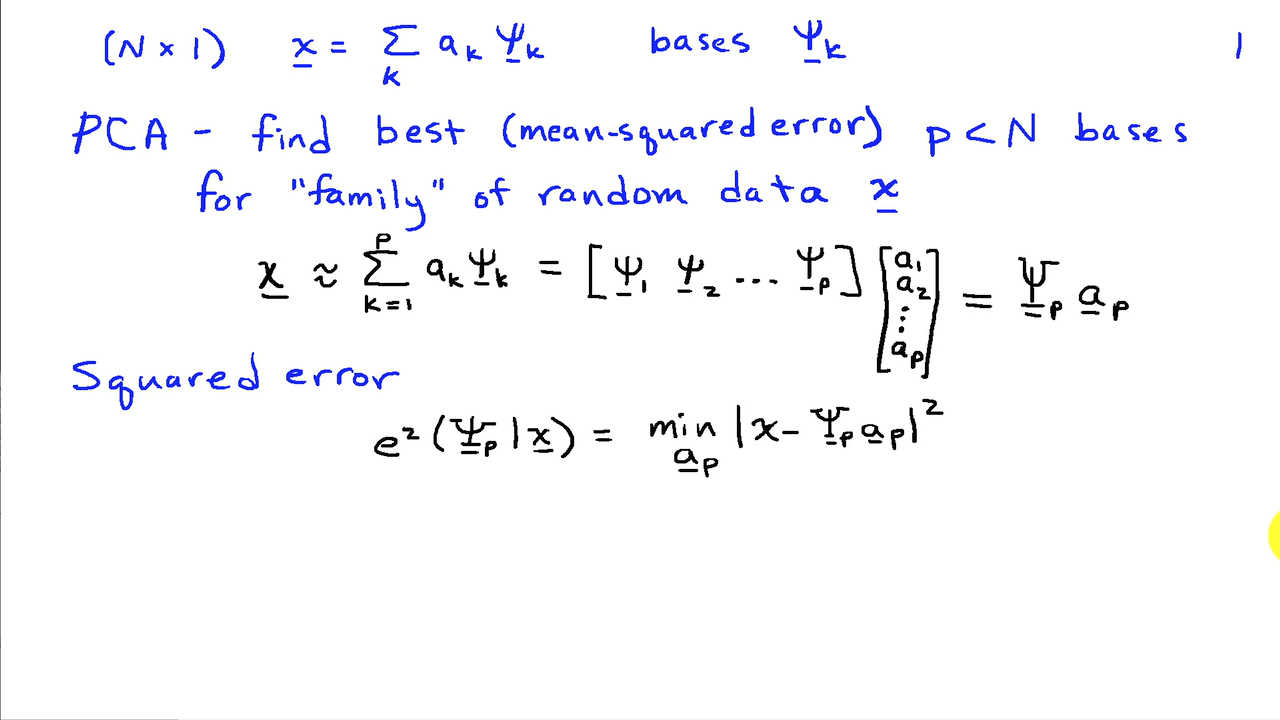 (N × 1) x = Σ_k a_k Ψ_k bases Ψ_k 1
PCA - find best (mean-squared error) p < N bases
for "family" of random data x
x ≈ Σ_{k=1}^{p} a_k Ψ_k = [Ψ_1 Ψ_2 ... Ψ_p] [a_1 a_2 ⋮ a_p] = Ψ_p a_p
Squared error
e²(Ψ_p | x) = min_{a_p} |x - Ψ_p a_p|²